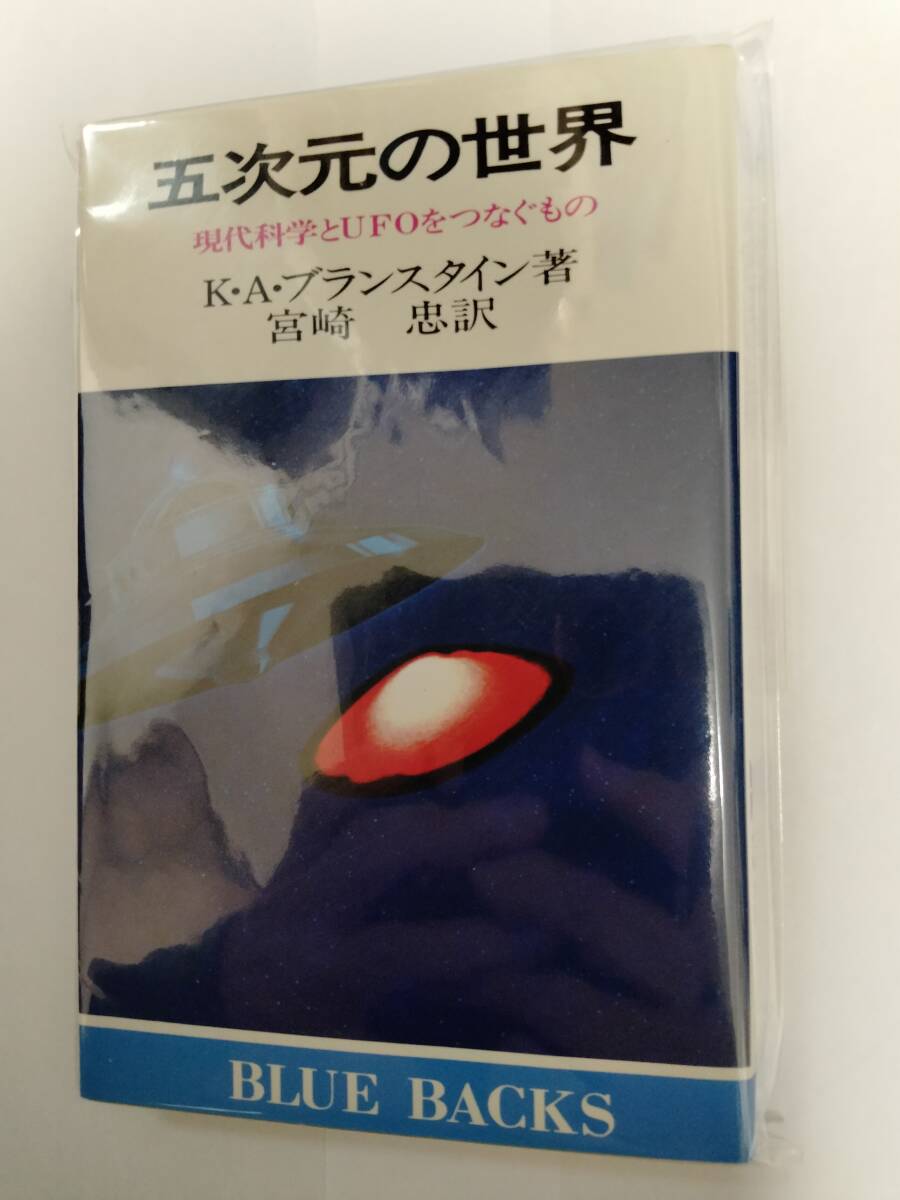 五次元の世界
現代科学とUFOをつなぐもの
K・A・ブランスタイン著
宮崎 忠訳
BLUE BACKS